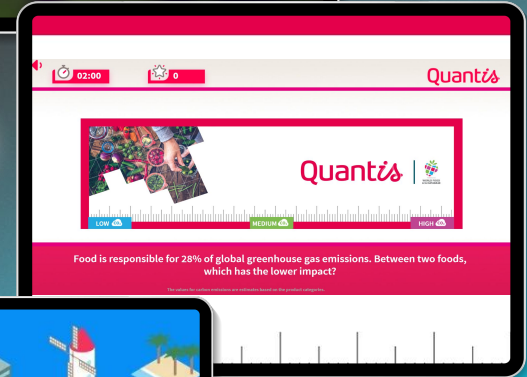 02:00
0
Quantis
Quantis
LOW
MEDIUM
HIGH
Food is responsible for 28% of global greenhouse gas emissions. Between two foods,
which has the lower impact?
The values for carbon emissions are estimates based on the product categories.